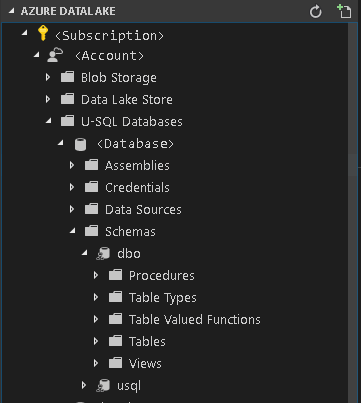 AZURE DATALAKE
<Subscription>
<Account>
Blob Storage
Data Lake Store
U-SQL Databases
<Database>
Assemblies
Credentials
Data Sources
Schemas
dbo
Procedures
Table Types
Table Valued Functions
Tables
Views
usql